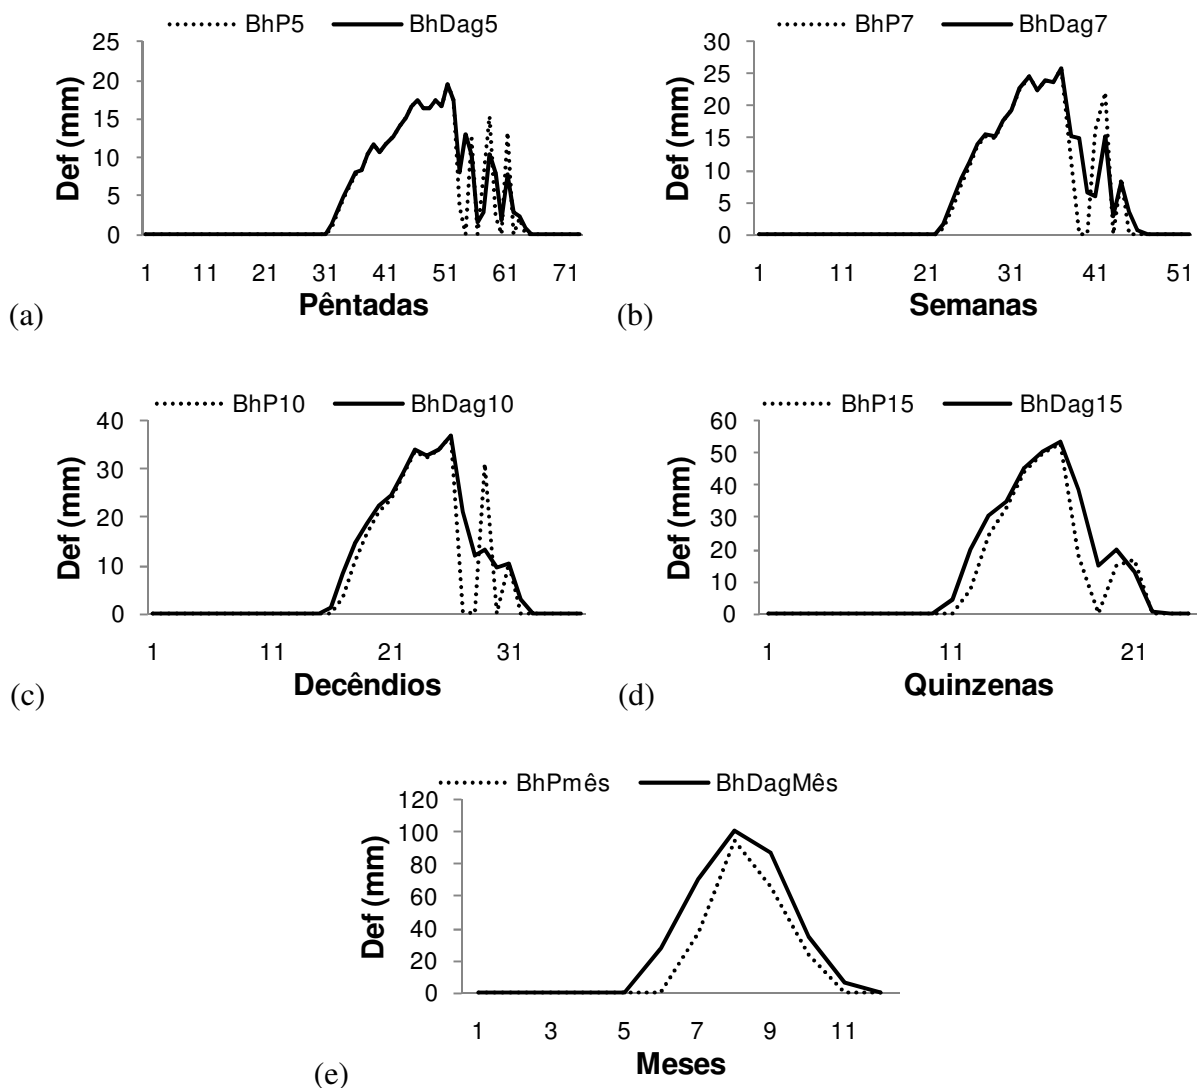 BhP5 BhDag5
25
20
15
10
5
0
Def (mm)
1 11 21 31 41 51 61 71
Pêntadas
(a)
BhP7 BhDag7
30
25
20
15
10
5
0
Def (mm)
1 11 21 31 41 51
Semanas
(b)
BhP10 BhDag10
40
30
20
10
0
Def (mm)
1 11 21 31
Decêndios
(c)
BhP15 BhDag15
60
50
40
30
20
10
0
Def (mm)
1 11 21
Quinzenas
(d)
BhPmês BhDagMês
120
100
80
60
40
20
0
Def (mm)
1 3 5 7 9 11
Meses
(e)